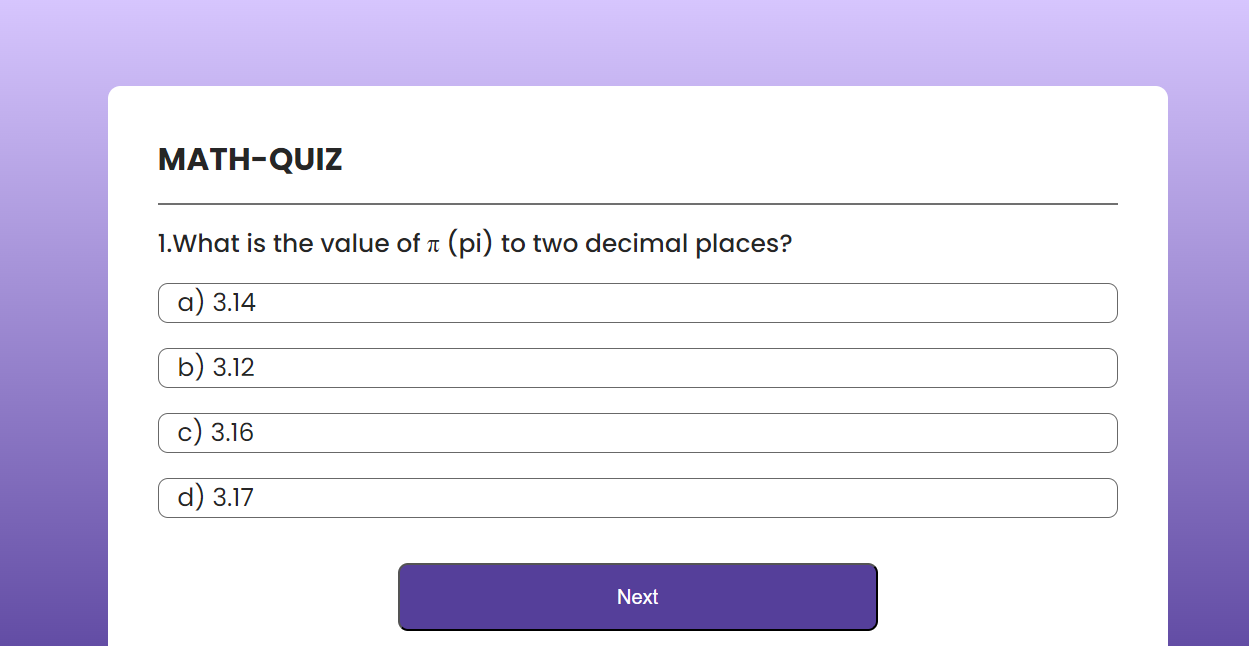 MATH-QUIZ
1.What is the value of π (pi) to two decimal places?
a) 3.14
b) 3.12
c) 3.16
d) 3.17
Next